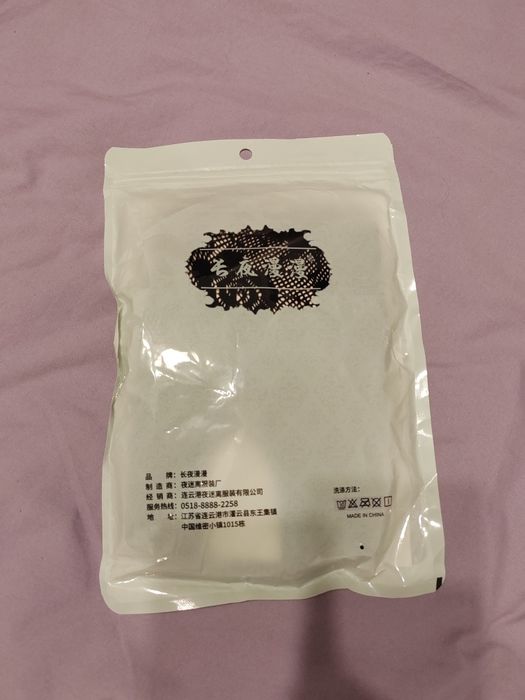 长夜漫漫
品 牌：长夜漫漫
制 造 商：夜迷离服装厂
经 销 商：连云港夜迷离服装有限公司
服务热线：0518-8888-2258
地 址：江苏省连云港市灌云县东王集镇
中国维密小镇1015栋
洗涤方法：
MADE IN CHINA